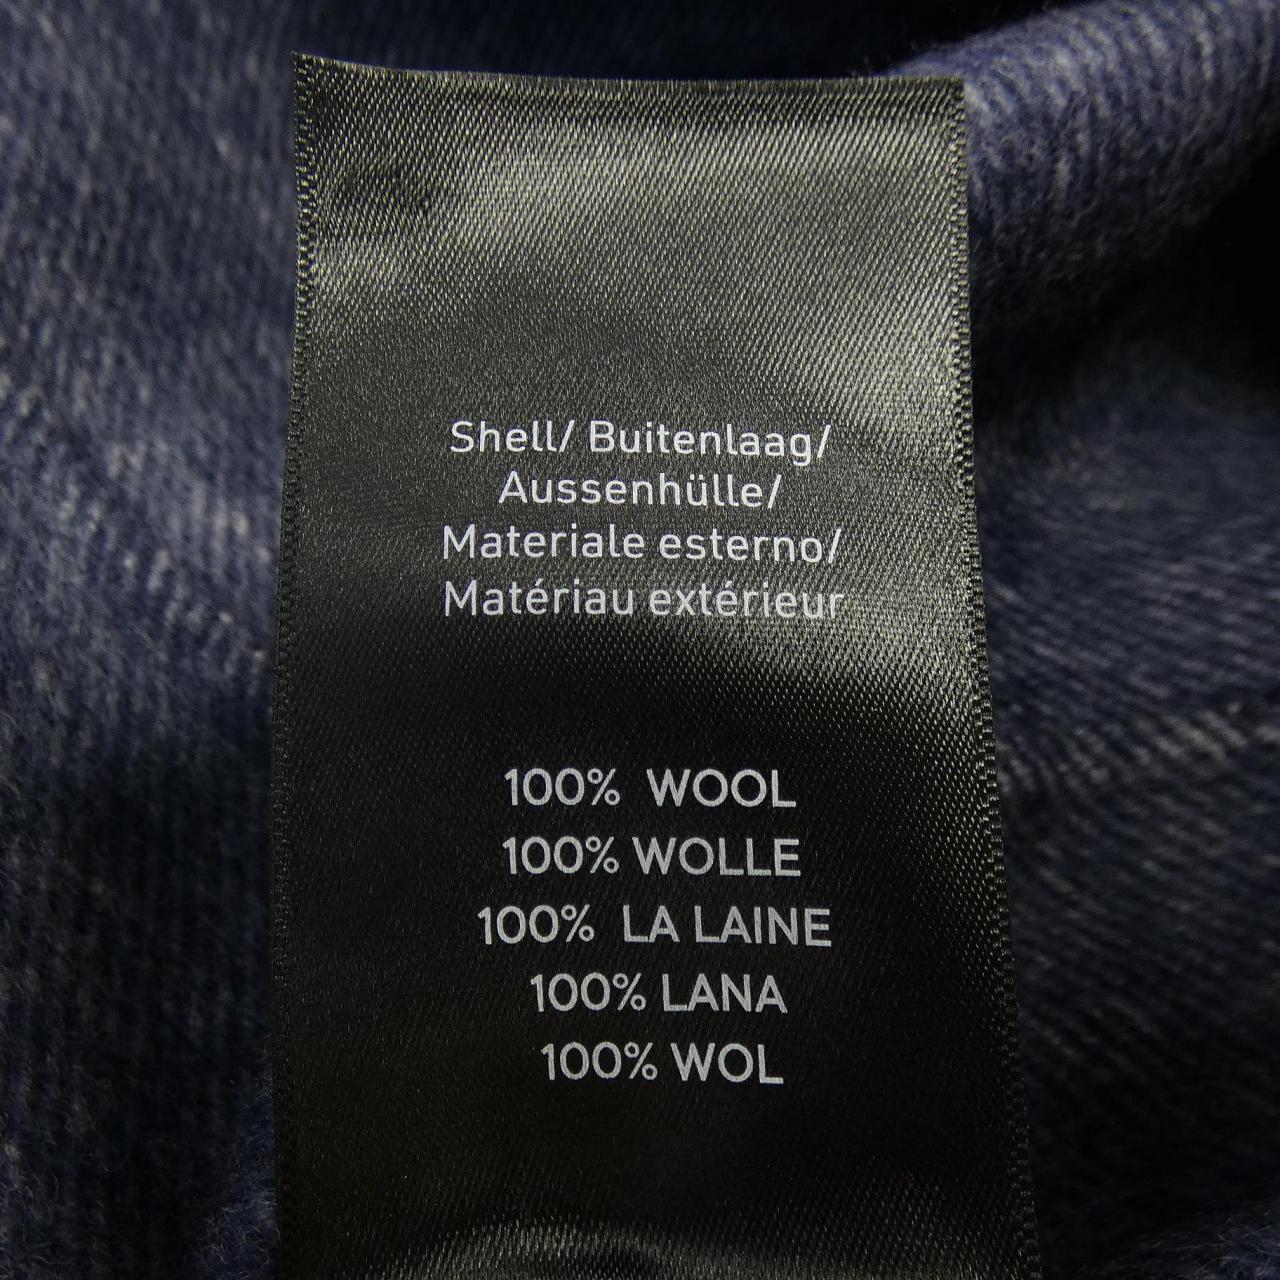 Shell/ Buitenlaag/
Aussenhülle/
Materiale esterno/
Matériau extérieur
100% WOOL
100% WOLLE
100% LA LAINE
100% LANA
100% WOL